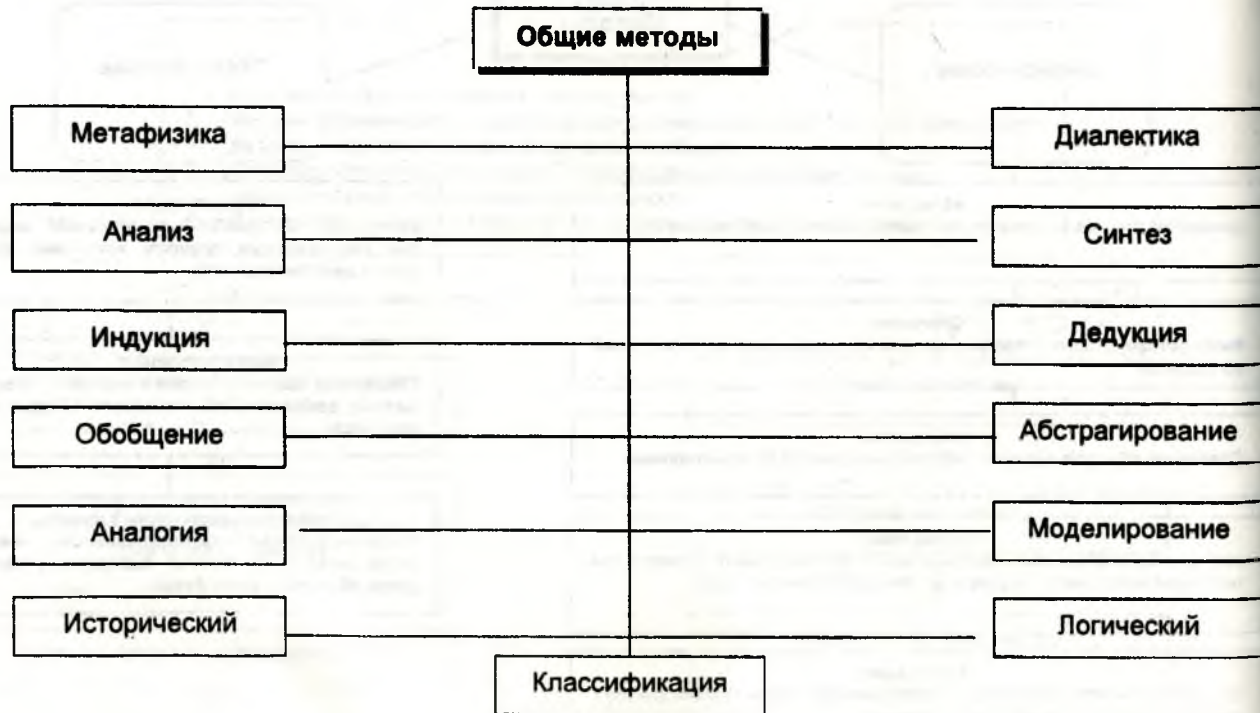 Общие методы
Метафизика
Диалектика
Анализ
Синтез
Индукция
Дедукция
Обобщение
Абстрагирование
Аналогия
Моделирование
Исторический
Логический
Классификация